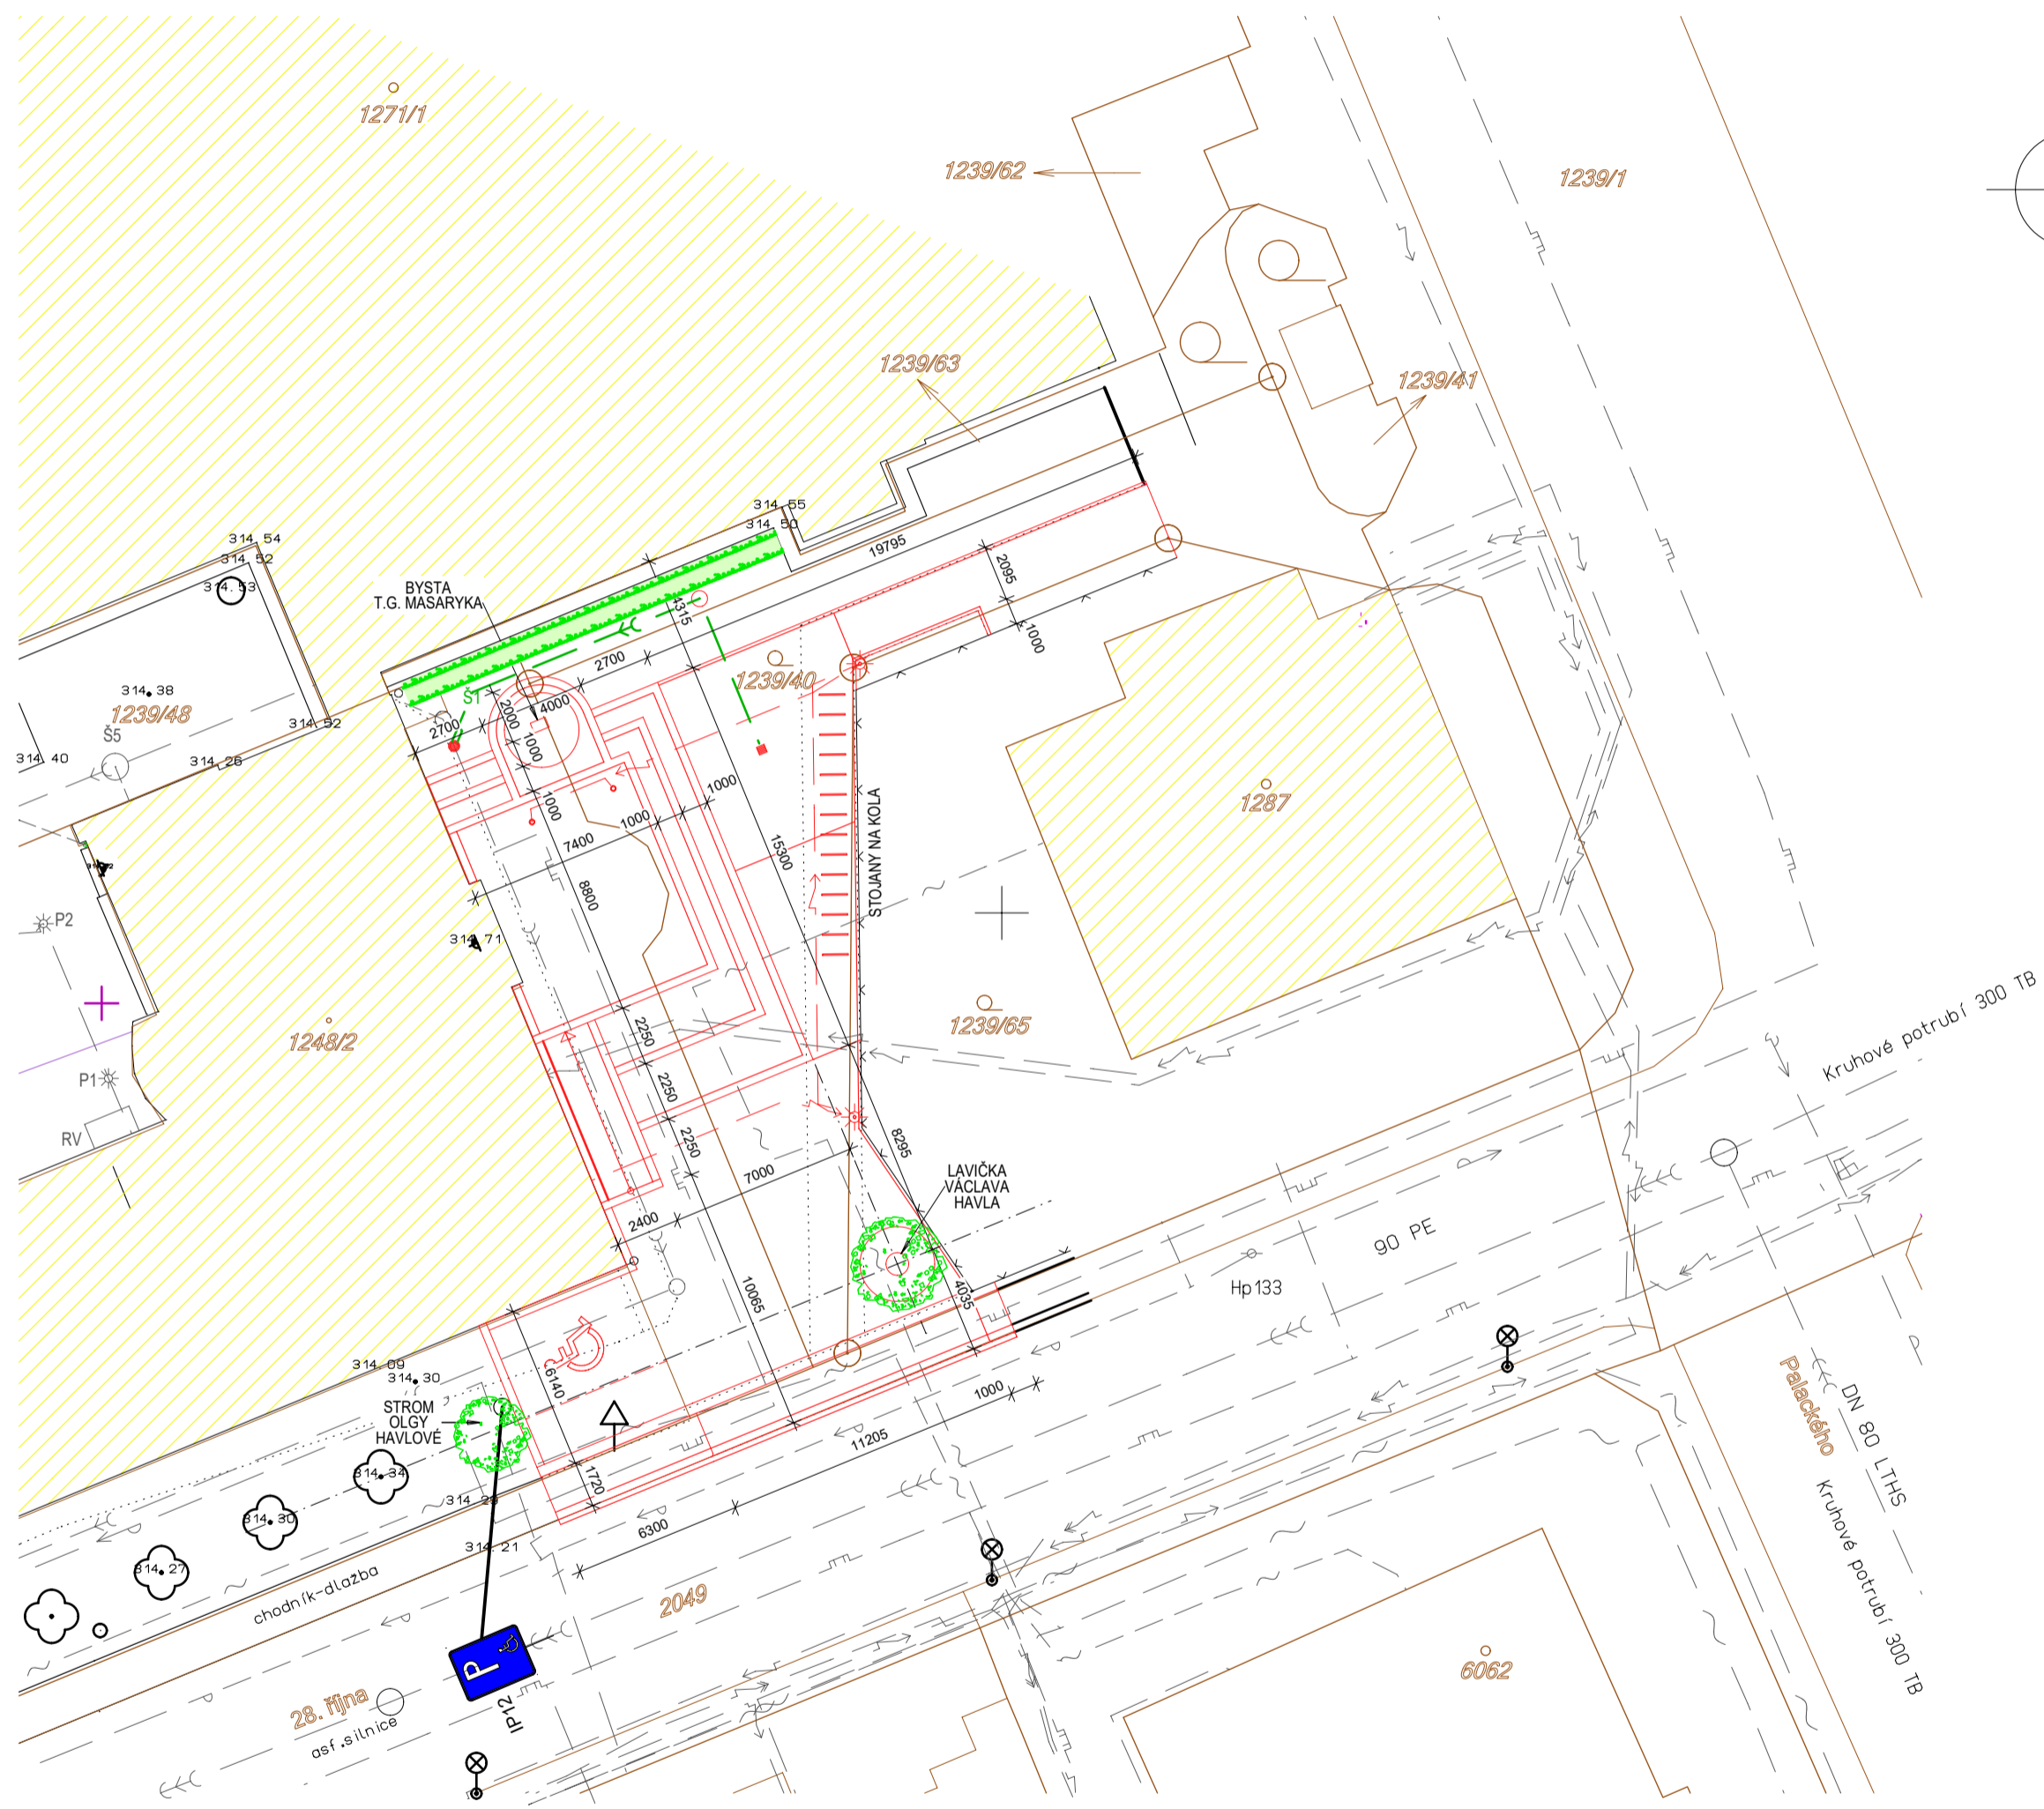 1271/1
1239/62
1239/1
1239/63
1239/41
314.55
314.50
19795
314.54
314.52
314.53
BYSTA
T.G. MASARYKA
4315
2095
1000
2700
1239/40
Š1
4000
2000
2700
1000
314.38
1239/48
314.52
Š5
314.40
314.26
1000
1000
1000
7400
15300
STOJANY NA KOLA
1287
8800
P2
314.71
1239/65
1248/2
2250
2250
2250
P1
RV
Kruhové potrubí 300 TB
8295
7000
2400
LAVIČKA
VÁCLAVA
HAVLA
90 PE
Hp133
10065
4035
6140
314.09
314.30
STROM
OLGY
HAVLOVÉ
1000
11205
314.34
1720
314.29
314.30
6300
314.21
314.27
chodník-dlažba
2049
Palackého
DN 80 LTHS
Kruhové potrubí 300 TB
P
IP12
28. října
asf.silnice
6062